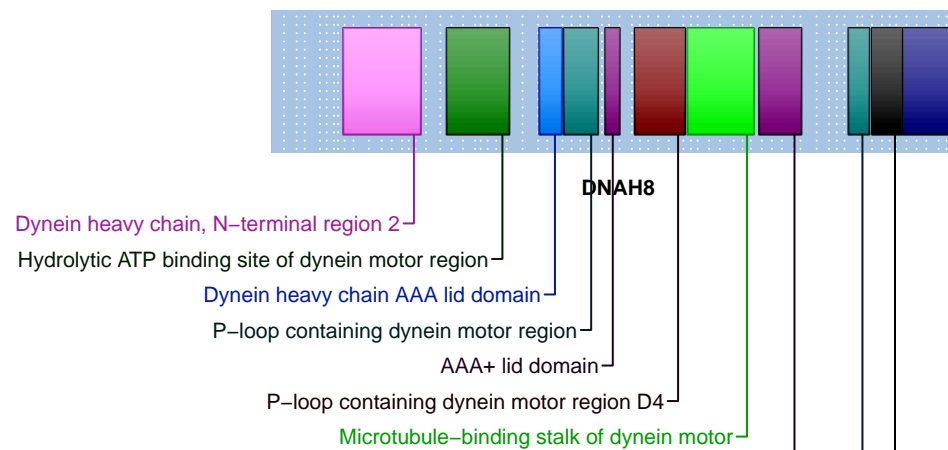 DNAH8
Dynein heavy chain, N−terminal region 2
Hydrolytic ATP binding site of dynein motor region
Dynein heavy chain AAA lid domain
P−loop containing dynein motor region
AAA+ lid domain
P−loop containing dynein motor region D4
Microtubule−binding stalk of dynein motor